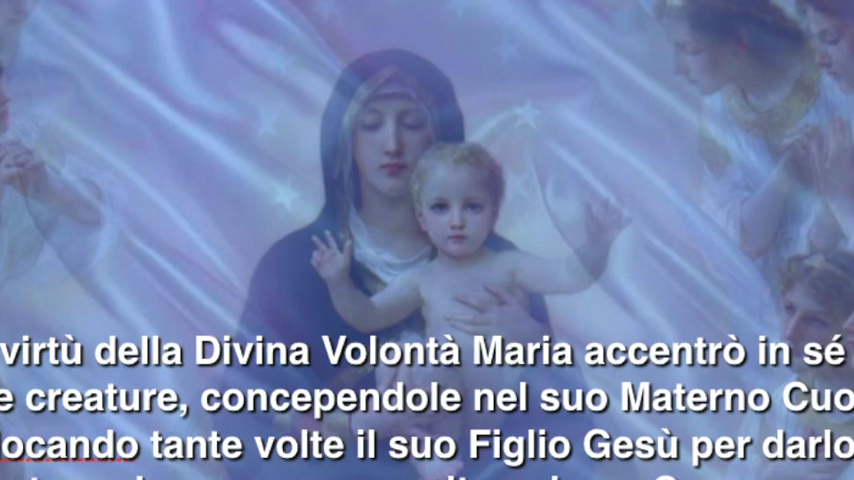 virtù della Divina Volontà Maria accentrò in sé
e creature, concependole nel suo Materno Cuo
locando tante volte il suo Figlio Gesù per darlo